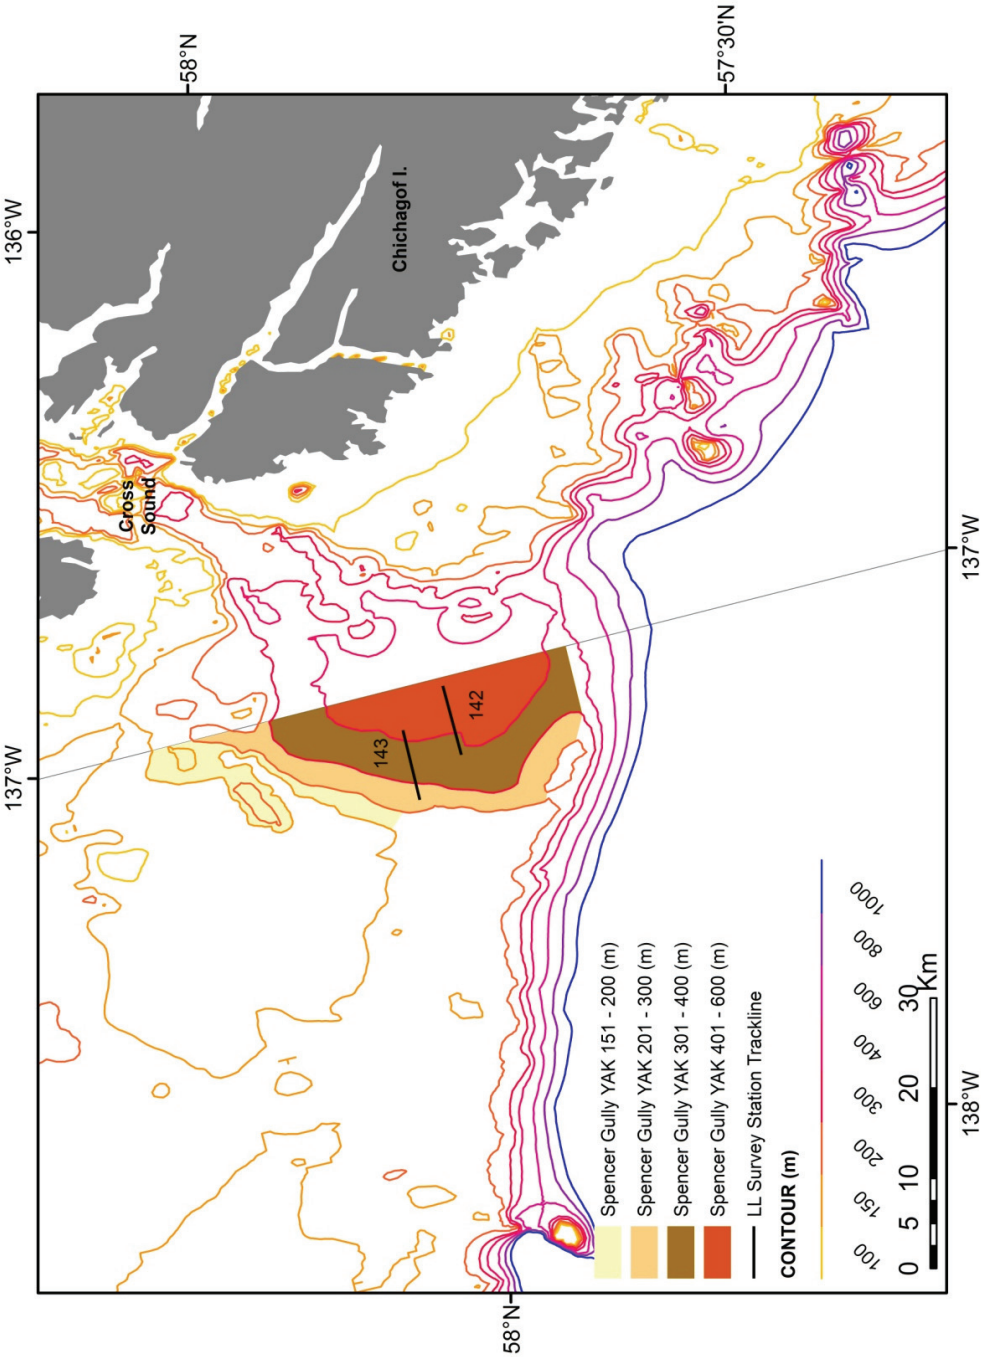 136°W
137°W
58°N
57°30'N
Cross
Sound
Chichagof I.
143
142
Spencer Gully YAK 151 - 200 (m)
Spencer Gully YAK 201 - 300 (m)
Spencer Gully YAK 301 - 400 (m)
Spencer Gully YAK 401 - 600 (m)
LL Survey Station Trackline
CONTOUR (m)
100 150 200 300 400 600 800 1000
0 5 10 20 30
Km
58°N
138°W
137°W